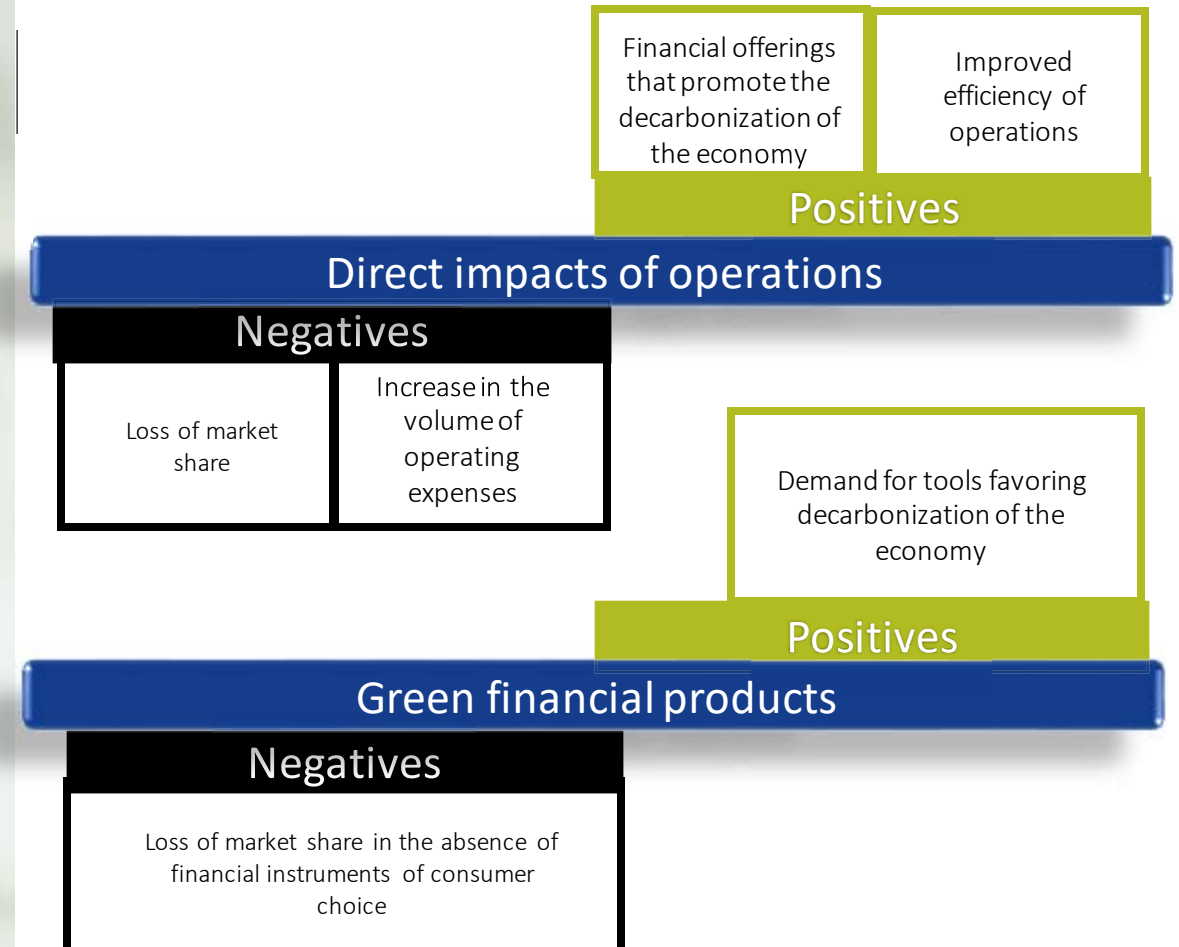 Financial offerings
that promote the
decarbonization of
the economy
Improved
efficiency of
operations
Positives
Direct impacts of operations
Negatives
Loss of market
share
Increase in the
volume of
operating
expenses
Demand for tools favoring
decarbonization of the
economy
Positives
Green financial products
Negatives
Loss of market share in the absence of
financial instruments of consumer
choice